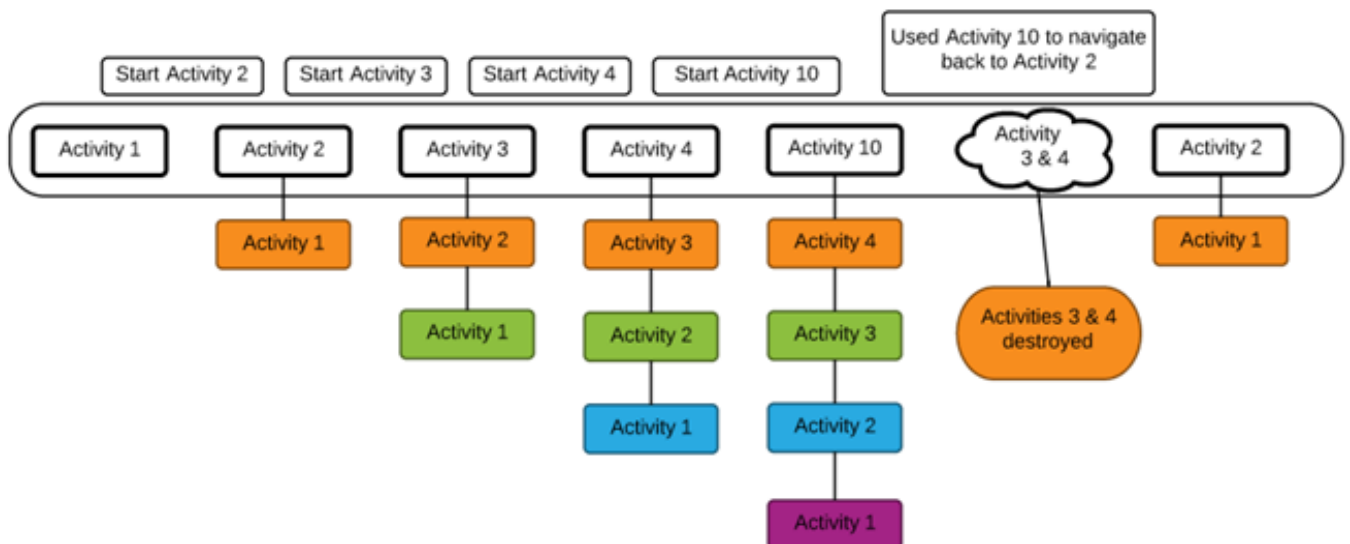 Used Activity 10 to navigate
back to Activity 2
Start Activity 2
Start Activity 3
Start Activity 4
Start Activity 10
Activity 1
Activity 2
Activity 3
Activity 4
Activity 10
Activity
3 & 4
Activity 2
Activity 1
Activity 2
Activity 3
Activity 4
Activity 1
Activity 1
Activity 2
Activity 3
Activities 3 & 4
destroyed
Activity 1
Activity 2
Activity 1